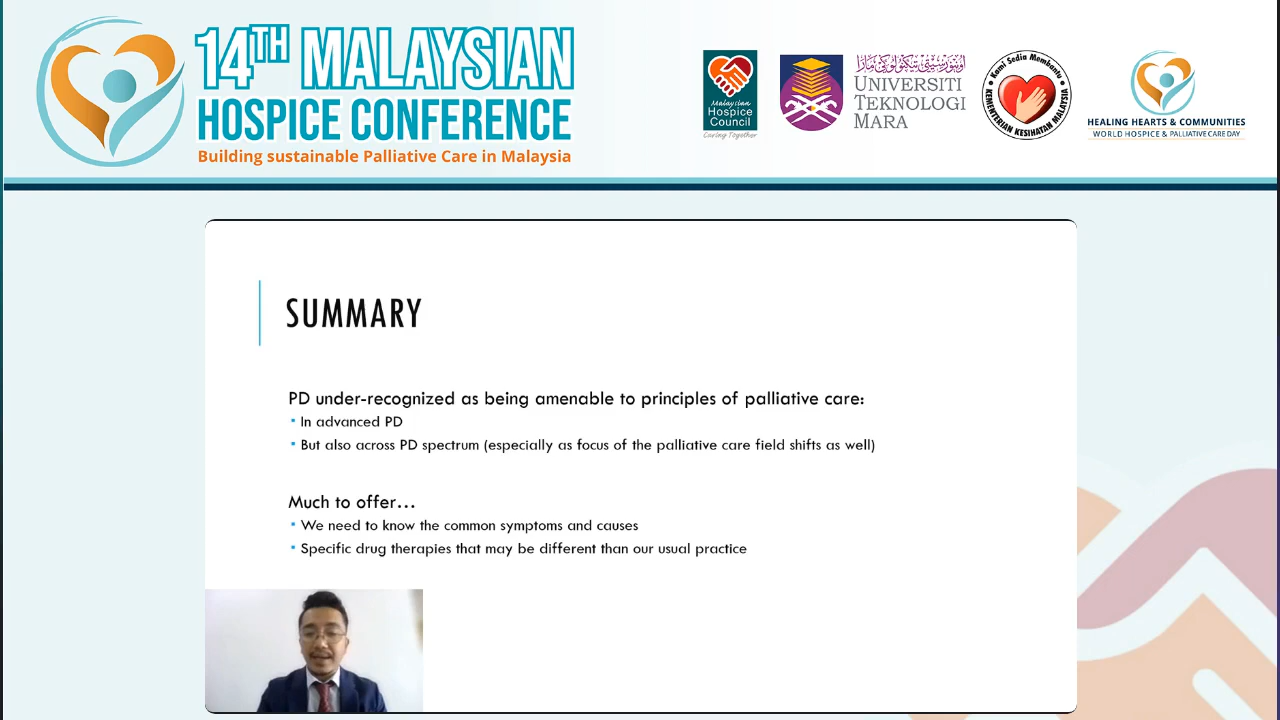 14TH MALAYSIAN
HOSPICE CONFERENCE
Building sustainable Palliative Care in Malaysia
Malaysian
Hospice
Council
Caring Together
UNIVERSITI
TEKNOLOGI
MARA
Kami Sedia Membantu
KEMENTERIAN KESIHATAN MALAYSIA
HEALING HEARTS & COMMUNITIES
WORLD HOSPICE & PALLIATIVE CARE DAY
SUMMARY
PD under-recognized as being amenable to principles of palliative care:
▪ In advanced PD
▪ But also across PD spectrum (especially as focus of the palliative care field shifts as well)
Much to offer…
▪ We need to know the common symptoms and causes
▪ Specific drug therapies that may be different than our usual practice